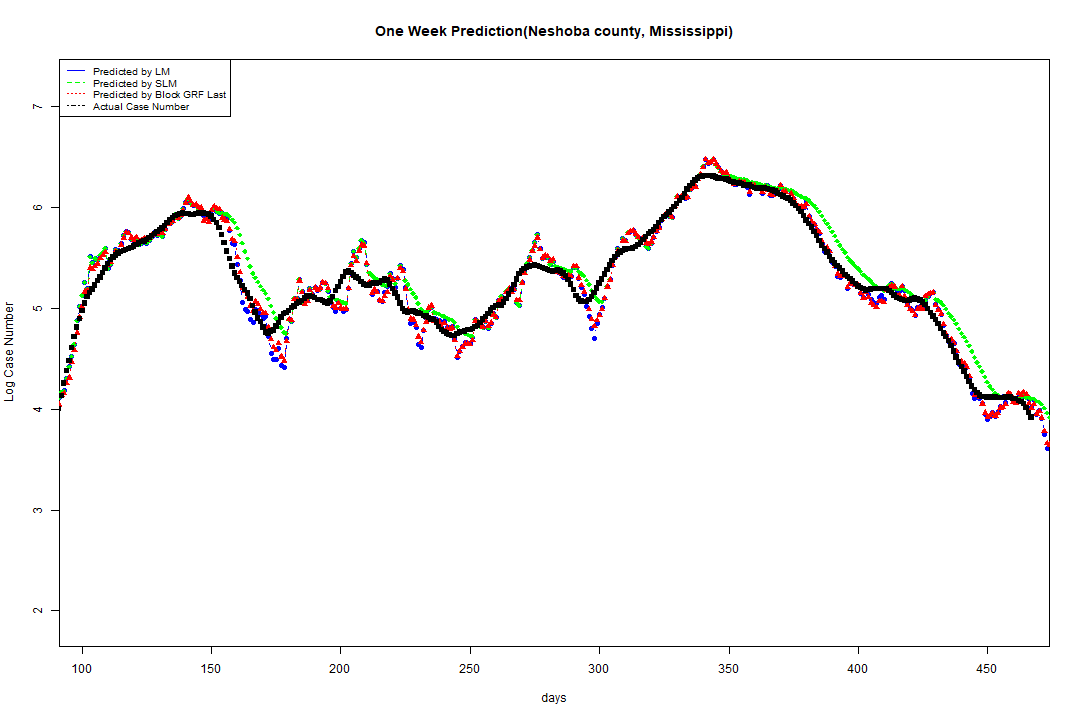 One Week Prediction(Neshoba county, Mississippi)
Predicted by LM
Predicted by SLM
Predicted by Block GRF Last
Actual Case Number
7
6
5
4
3
2
Log Case Number
100 150 200 250 300 350 400 450
days